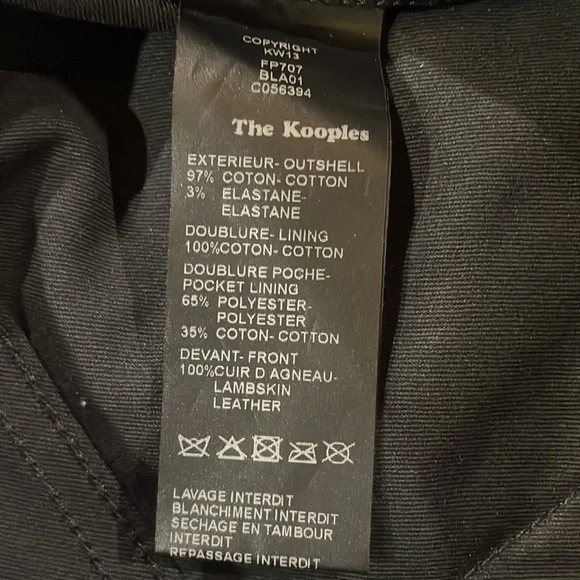 COPYRIGHT
KW13
FP707
BLA01
C056394
The Kooples
EXTERIEUR- OUTSHELL
97% COTON- COTTON
3% ELASTANE-
ELASTANE
DOUBLURE- LINING
100%COTON- COTTON
DOUBLURE POCHE-
POCKET LINING
65% POLYESTER-
POLYESTER
35% COTON- COTTON
DEVANT- FRONT
100%CUIR D AGNEAU-
LAMBSKIN
LEATHER
LAVAGE INTERDIT
BLANCHIMENT INTERDIT
SECHAGE EN TAMBOUR
INTERDIT
REPASSAGE INTERDIT